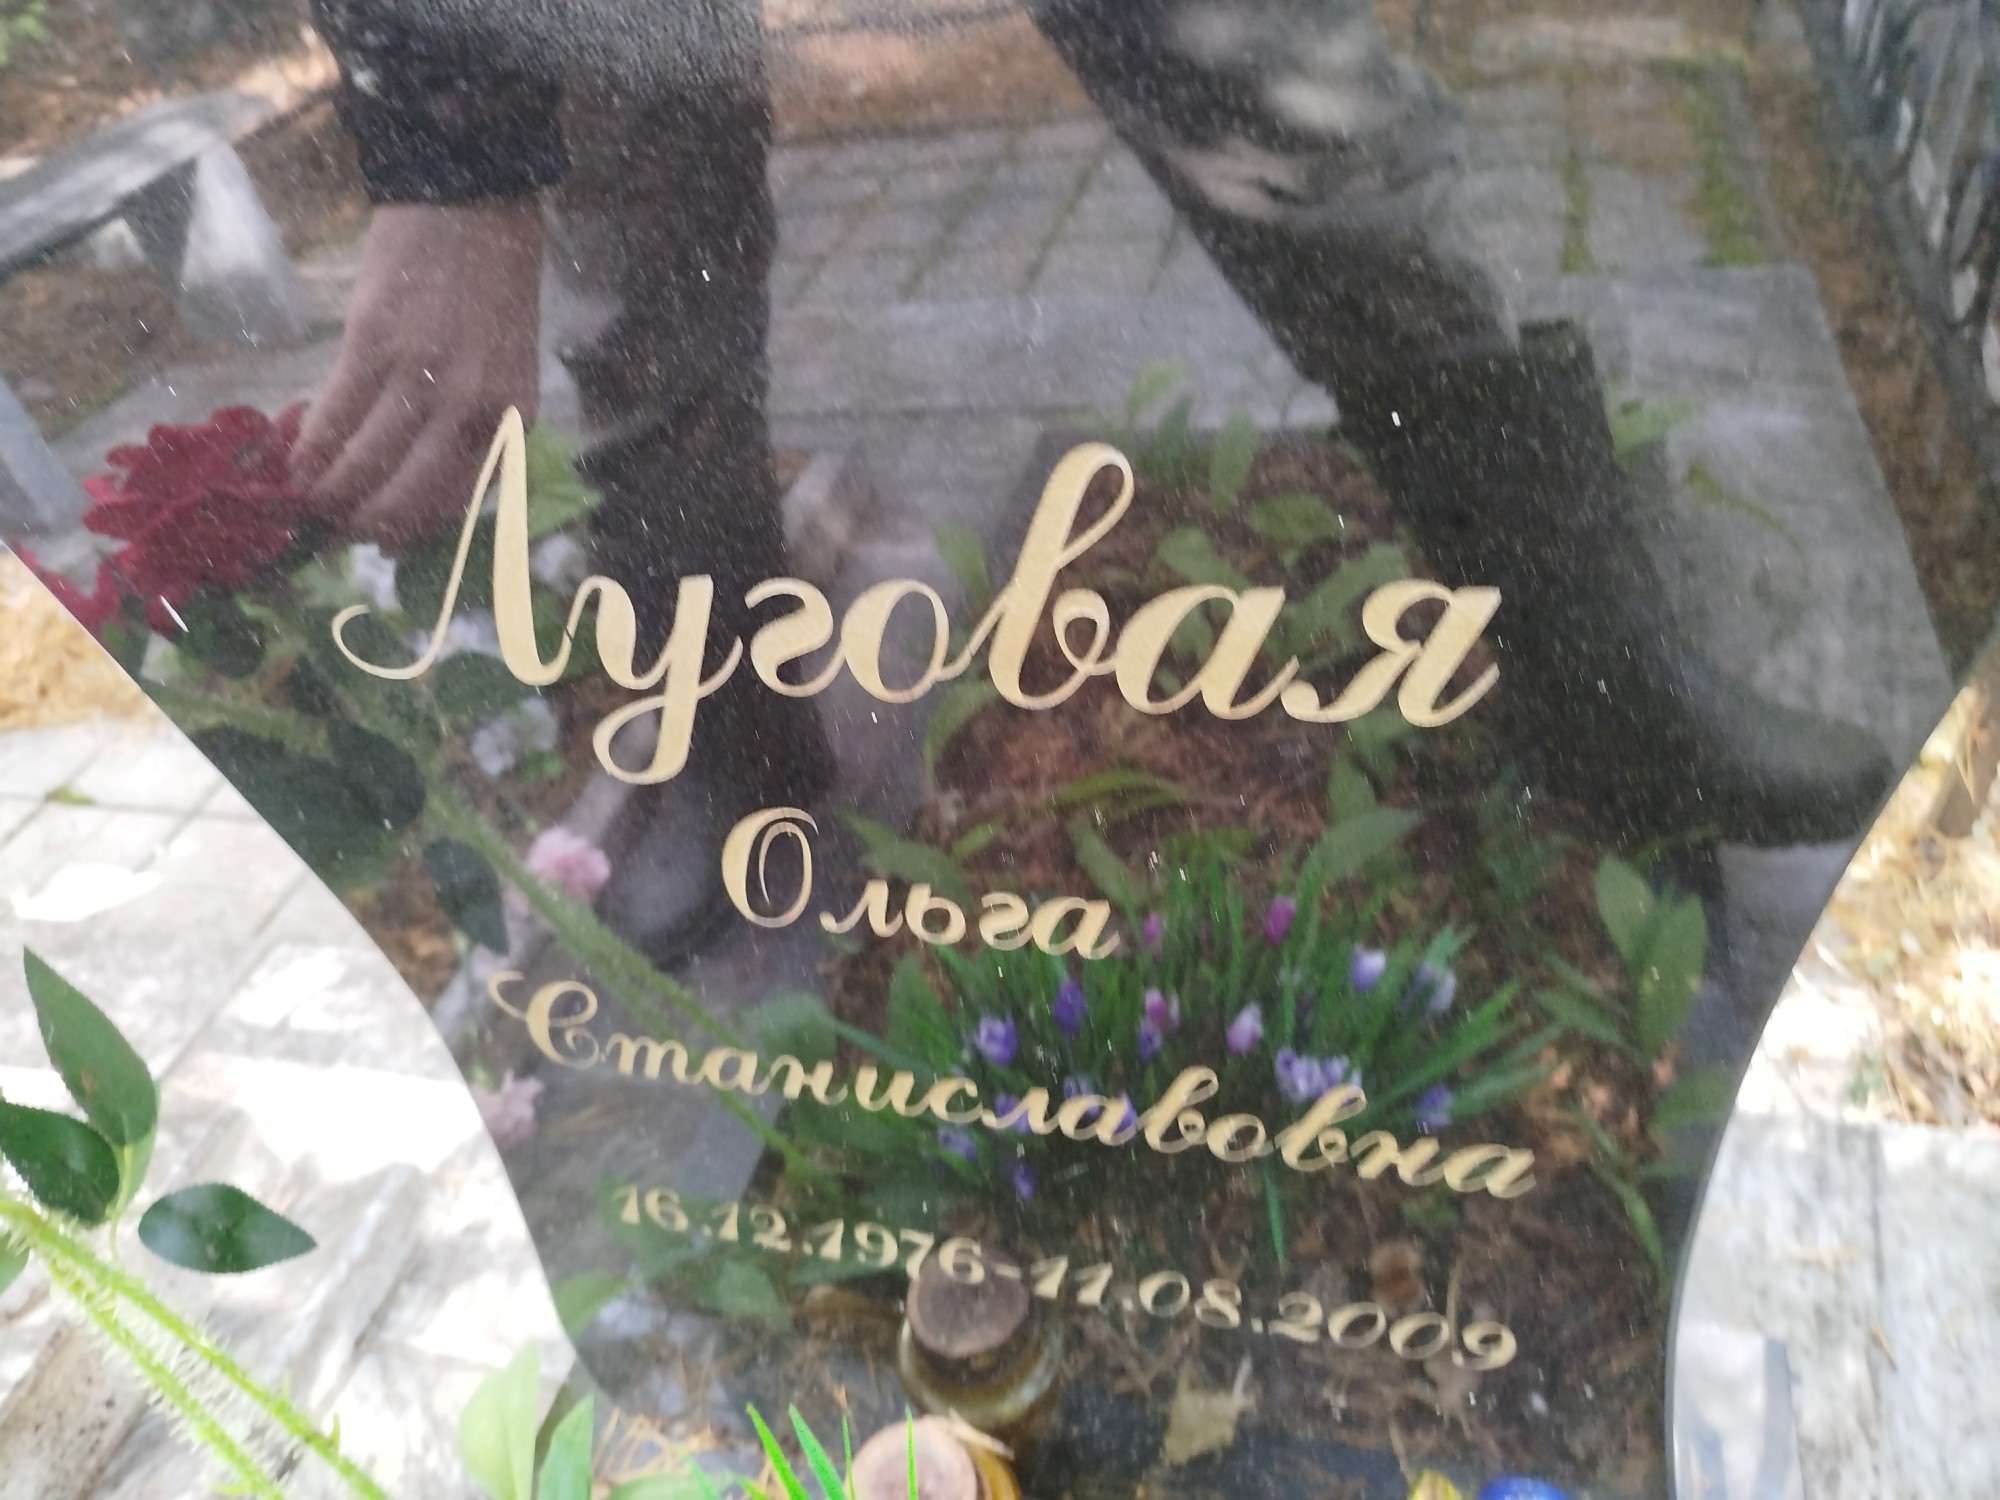 Луговая
Ольга
Станиславовна
16.12.1976-11.08.2009